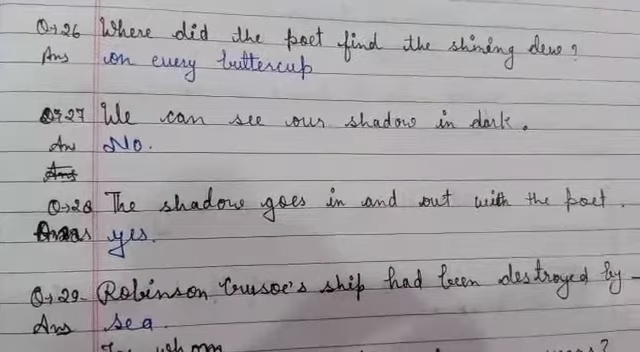 Q→26 Where did the poet find the shining dew?
Ans on every buttercup
Q→27 We can see our shadow in dark.
Ans No.
Ans
Q→28 The shadow goes in and out with the poet.
Ans yes.
Q→29 Robinson Crusoe's ship had been destroyed by -
Ans sea.